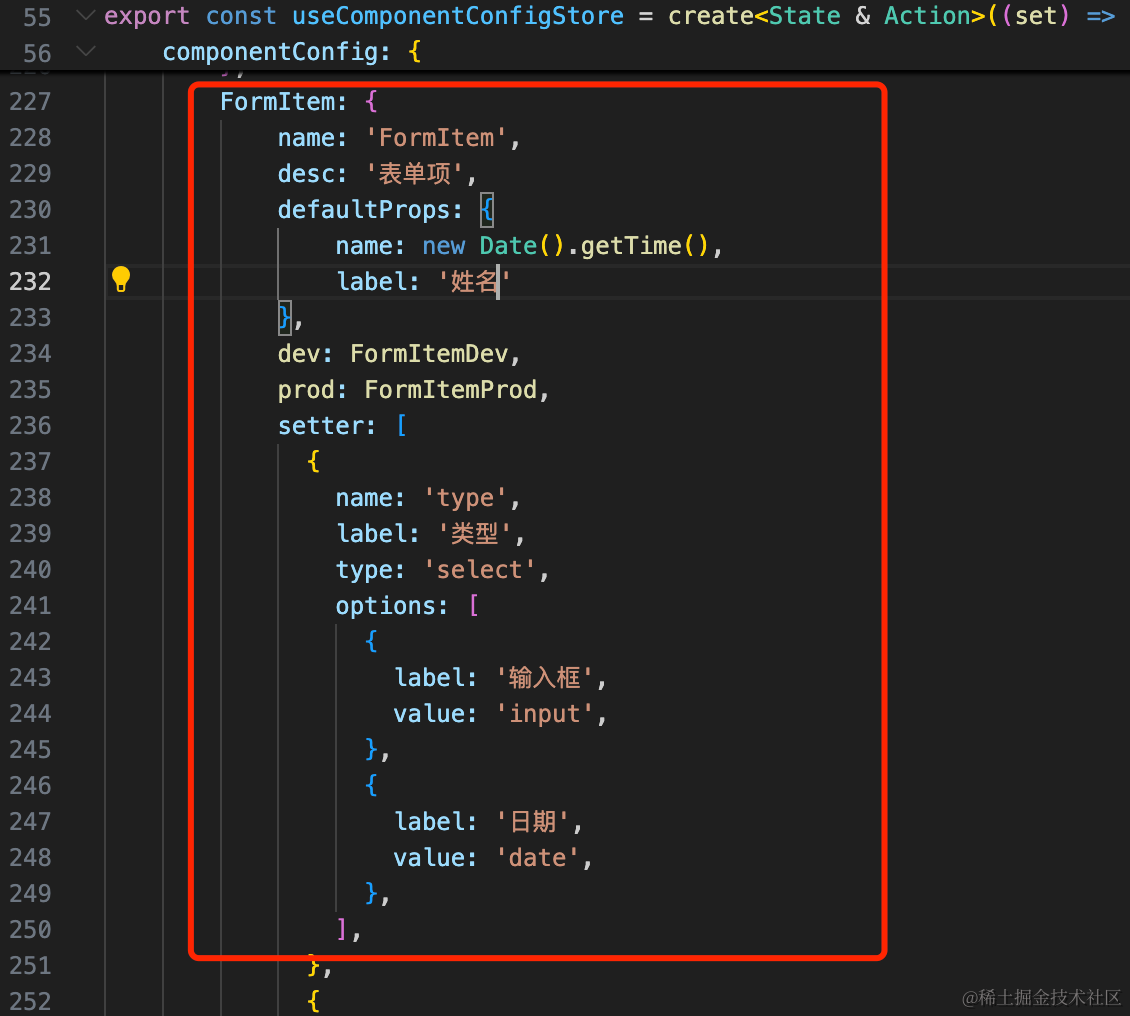 55 export const useComponentConfigStore = create<State & Action>((set) =>
56 componentConfig: {
227 FormItem: {
228 name: 'FormItem',
229 desc: '表单项',
230 defaultProps: {
231 name: new Date().getTime(),
232 label: '姓名'
233 },
234 dev: FormItemDev,
235 prod: FormItemProd,
236 setter: [
237 {
238 name: 'type',
239 label: '类型',
240 type: 'select',
241 options: [
242 {
243 label: '输入框',
244 value: 'input',
245 },
246 {
247 label: '日期',
248 value: 'date',
249 },
250 ],
251 },
252 {
@稀土掘金技术社区